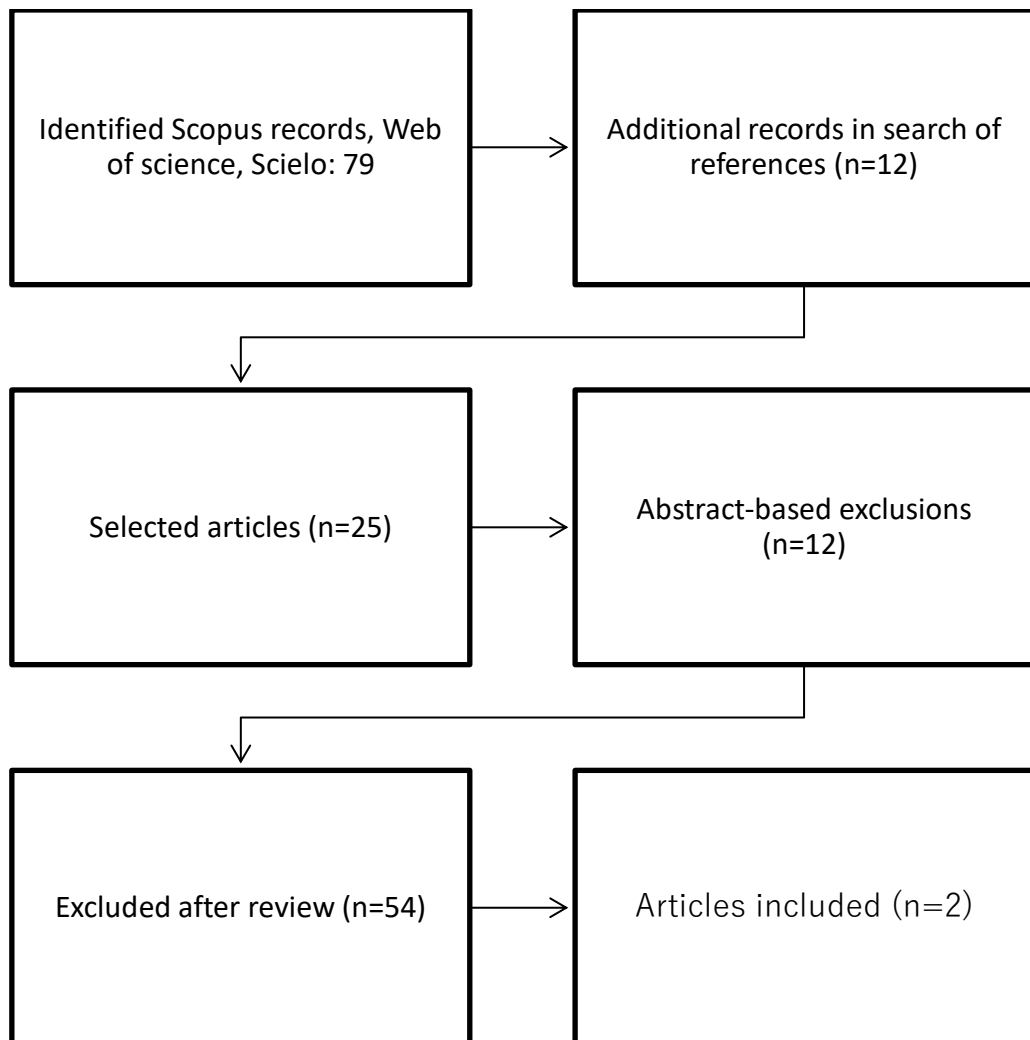 Identified Scopus records, Web
of science, Scielo: 79
Additional records in search of
references (n=12)
Selected articles (n=25)
Abstract-based exclusions
(n=12)
Excluded after review (n=54)
Articles included (n=2)